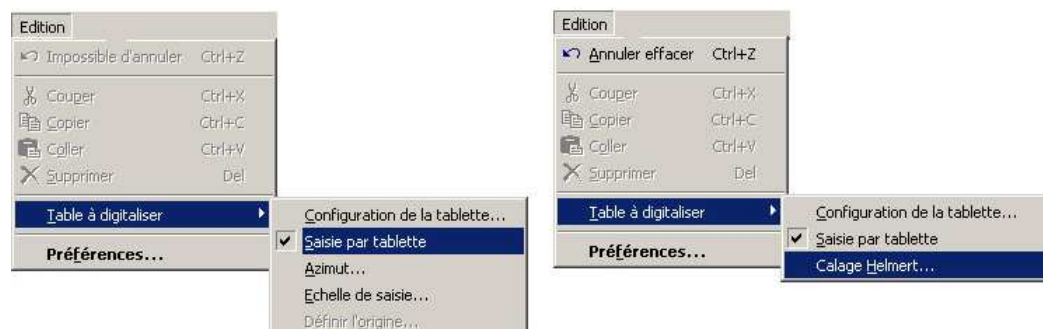 Edition
Impossible d'annuler Ctrl+Z
Couper Ctrl+X
Copier Ctrl+C
Coller Ctrl+V
Supprimer Del
Table à digitaliser
Préférences...
Configuration de la tablette...
Saisie par tablette
Azimut...
Echelle de saisie...
Définir l'origine...
Edition
Annuler effacer Ctrl+Z
Couper Ctrl+X
Copier Ctrl+C
Coller Ctrl+V
Supprimer Del
Table à digitaliser
Préférences...
Configuration de la tablette...
Saisie par tablette
Calage Helmert...